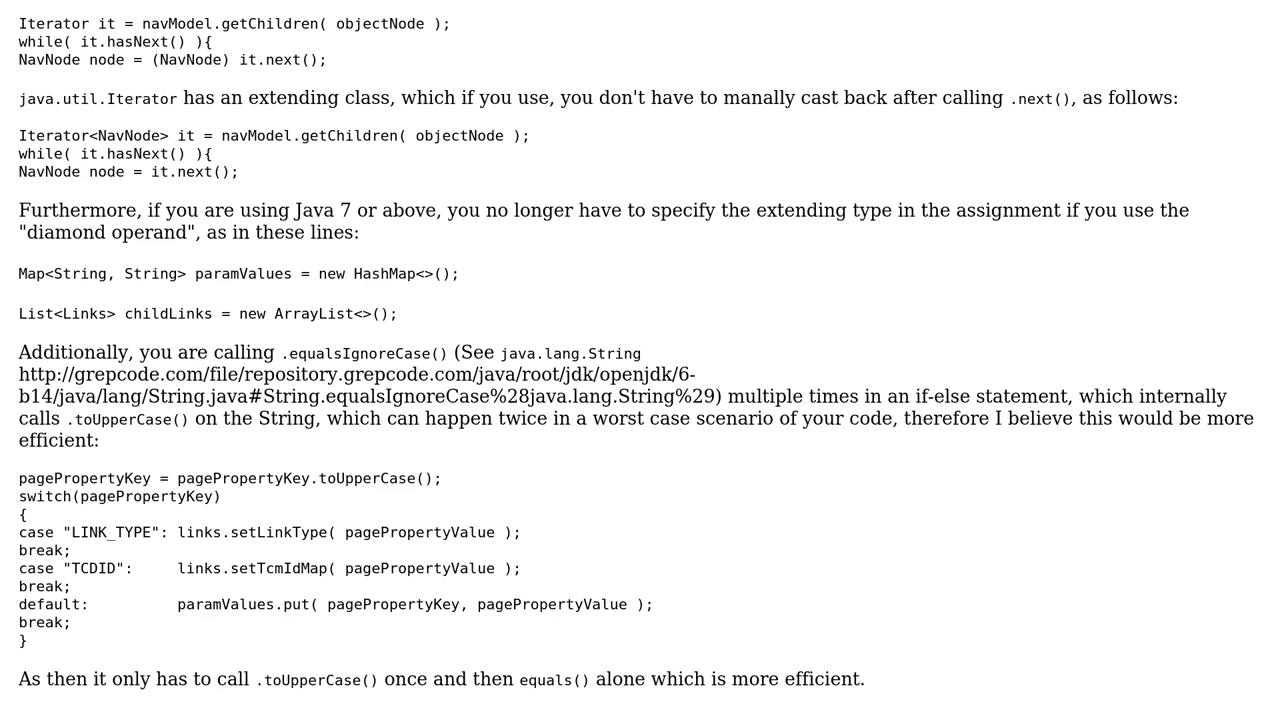 Iterator it = navModel.getChildren( objectNode );
while( it.hasNext() ){
NavNode node = (NavNode) it.next();
java.util.Iterator has an extending class, which if you use, you don't have to manally cast back after calling .next(), as follows:
Iterator<NavNode> it = navModel.getChildren( objectNode );
while( it.hasNext() ){
NavNode node = it.next();
Furthermore, if you are using Java 7 or above, you no longer have to specify the extending type in the assignment if you use the
"diamond operand", as in these lines:
Map<String, String> paramValues = new HashMap<>();
List<Links> childLinks = new ArrayList<>();
Additionally, you are calling .equalsIgnoreCase() (See java.lang.String
http://grepcode.com/file/repository.grepcode.com/java/root/jdk/openjdk/6-
b14/java/lang/String.java#String.equalsIgnoreCase%28java.lang.String%29) multiple times in an if-else statement, which internally
calls .toUpperCase() on the String, which can happen twice in a worst case scenario of your code, therefore I believe this would be more
efficient:
pagePropertyKey = pagePropertyKey.toUpperCase();
switch(pagePropertyKey)
{
case "LINK_TYPE": links.setLinkType( pagePropertyValue );
break;
case "TCDID":     links.setTcmIdMap( pagePropertyValue );
break;
default:          paramValues.put( pagePropertyKey, pagePropertyValue );
break;
}
As then it only has to call .toUpperCase() once and then equals() alone which is more efficient.